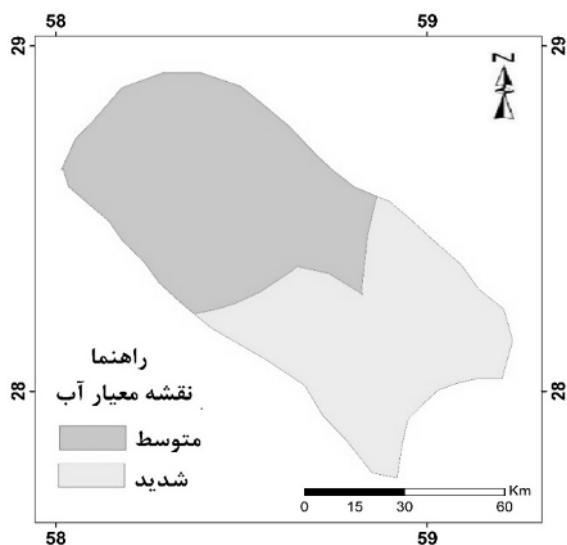 58 59
29 29
N
28 28
راهنما
نقشه معیار آب
متوسط
شدید
Km
0 15 30 60
58 59